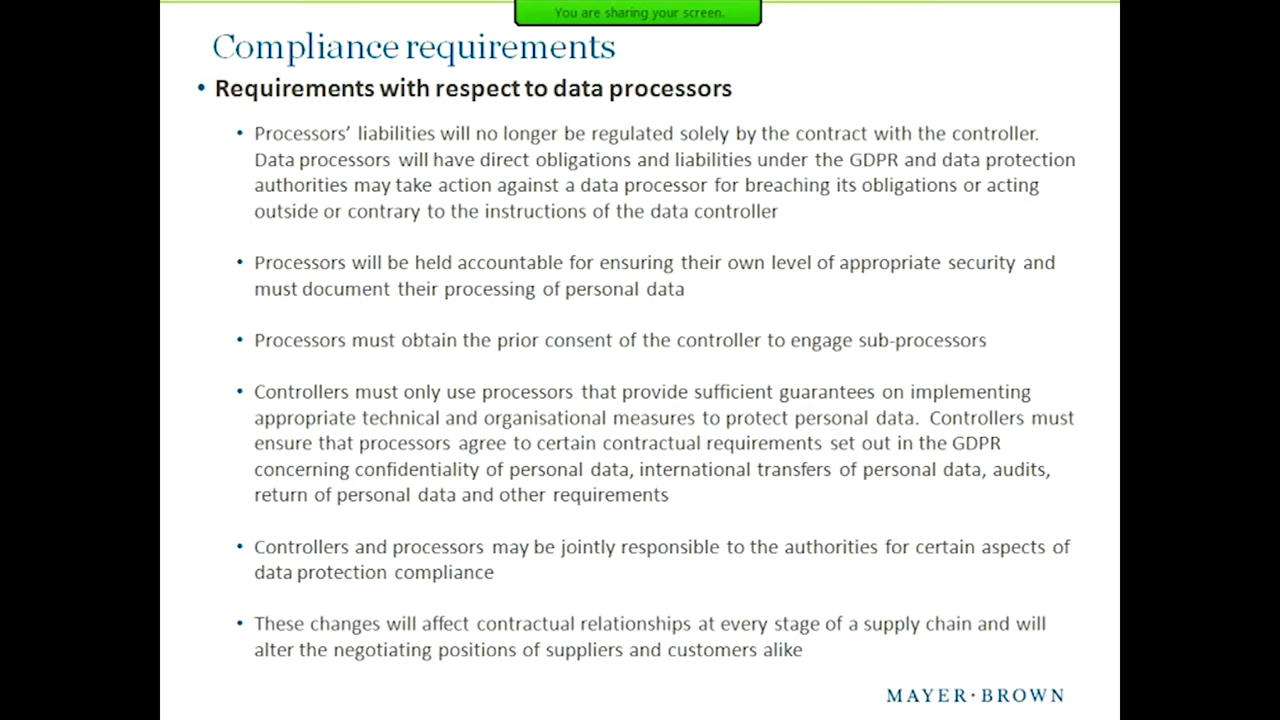 You are sharing your screen.
Compliance requirements
• Requirements with respect to data processors
• Processors’ liabilities will no longer be regulated solely by the contract with the controller.
Data processors will have direct obligations and liabilities under the GDPR and data protection
authorities may take action against a data processor for breaching its obligations or acting
outside or contrary to the instructions of the data controller
• Processors will be held accountable for ensuring their own level of appropriate security and
must document their processing of personal data
• Processors must obtain the prior consent of the controller to engage sub-processors
• Controllers must only use processors that provide sufficient guarantees on implementing
appropriate technical and organisational measures to protect personal data. Controllers must
ensure that processors agree to certain contractual requirements set out in the GDPR
concerning confidentiality of personal data, international transfers of personal data, audits,
return of personal data and other requirements
• Controllers and processors may be jointly responsible to the authorities for certain aspects of
data protection compliance
• These changes will affect contractual relationships at every stage of a supply chain and will
alter the negotiating positions of suppliers and customers alike
MAYER • BROWN